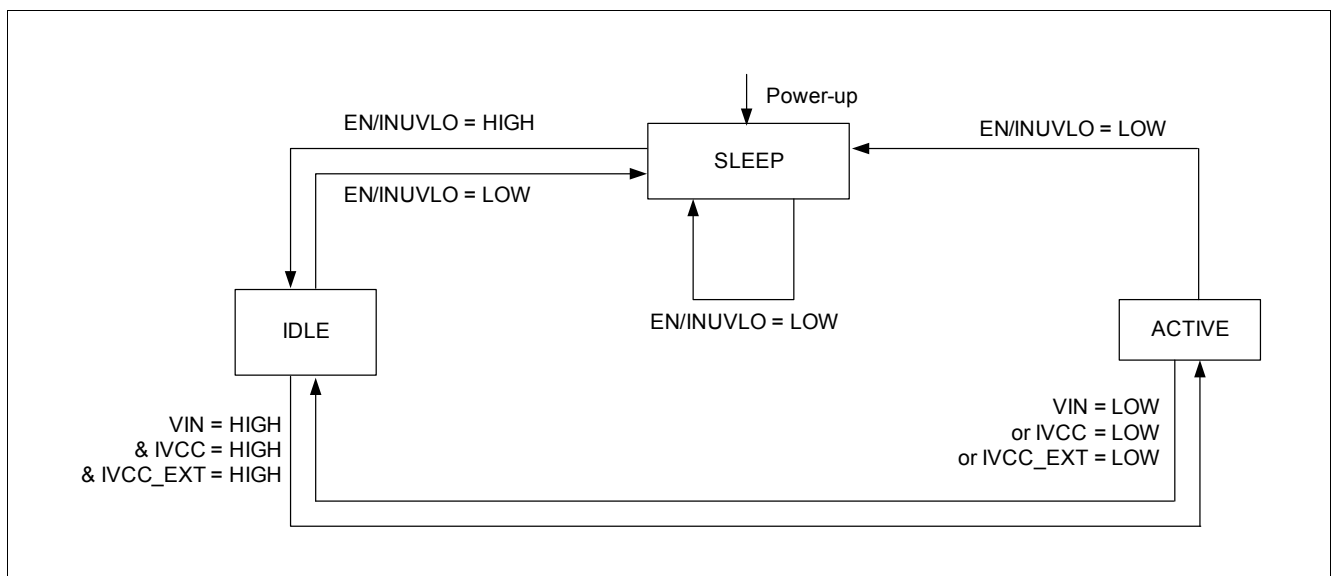 Power-up
EN/INUVLO = HIGH
EN/INUVLO = LOW
SLEEP
EN/INUVLO = LOW
EN/INUVLO = LOW
IDLE
ACTIVE
VIN = HIGH
& IVCC = HIGH
& IVCC_EXT = HIGH
VIN = LOW
or IVCC = LOW
or IVCC_EXT = LOW